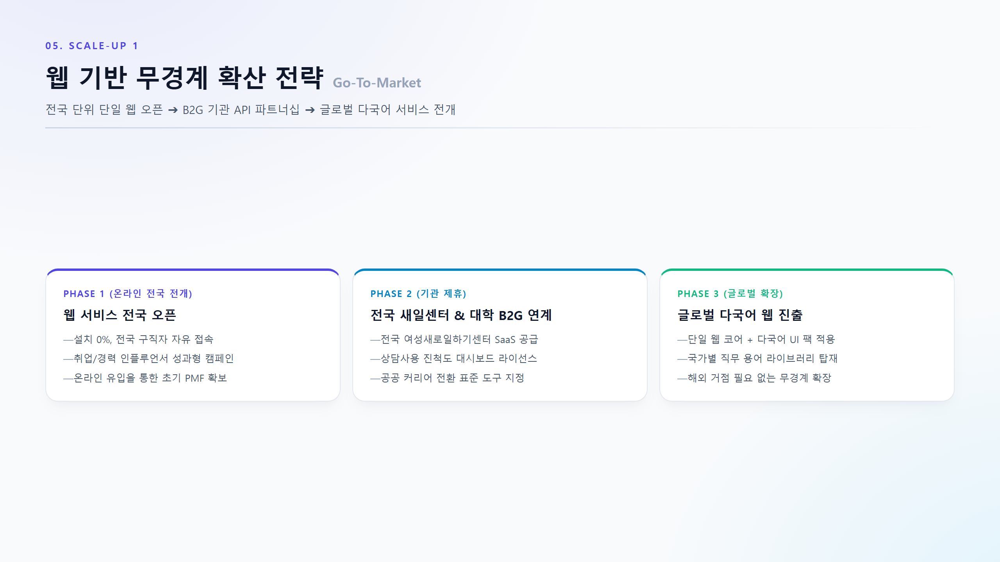 05. SCALE-UP 1
웹 기반 무경계 확산 전략 Go-To-Market
전국 단위 단일 웹 오픈 ➔ B2G 기관 API 파트너십 ➔ 글로벌 다국어 서비스 전개
PHASE 1 (온라인 전국 전개)
웹 서비스 전국 오픈
—설치 0%, 전국 구직자 자유 접속
—취업/경력 인플루언서 성과형 캠페인
—온라인 유입을 통한 초기 PMF 확보
PHASE 2 (기관 제휴)
전국 새일센터 & 대학 B2G 연계
—전국 여성새로일하기센터 SaaS 공급
—상담사용 진척도 대시보드 라이선스
—공공 커리어 전환 표준 도구 지정
PHASE 3 (글로벌 확장)
글로벌 다국어 웹 진출
—단일 웹 코어 + 다국어 UI 팩 적용
—국가별 직무 용어 라이브러리 탑재
—해외 거점 필요 없는 무경계 확장